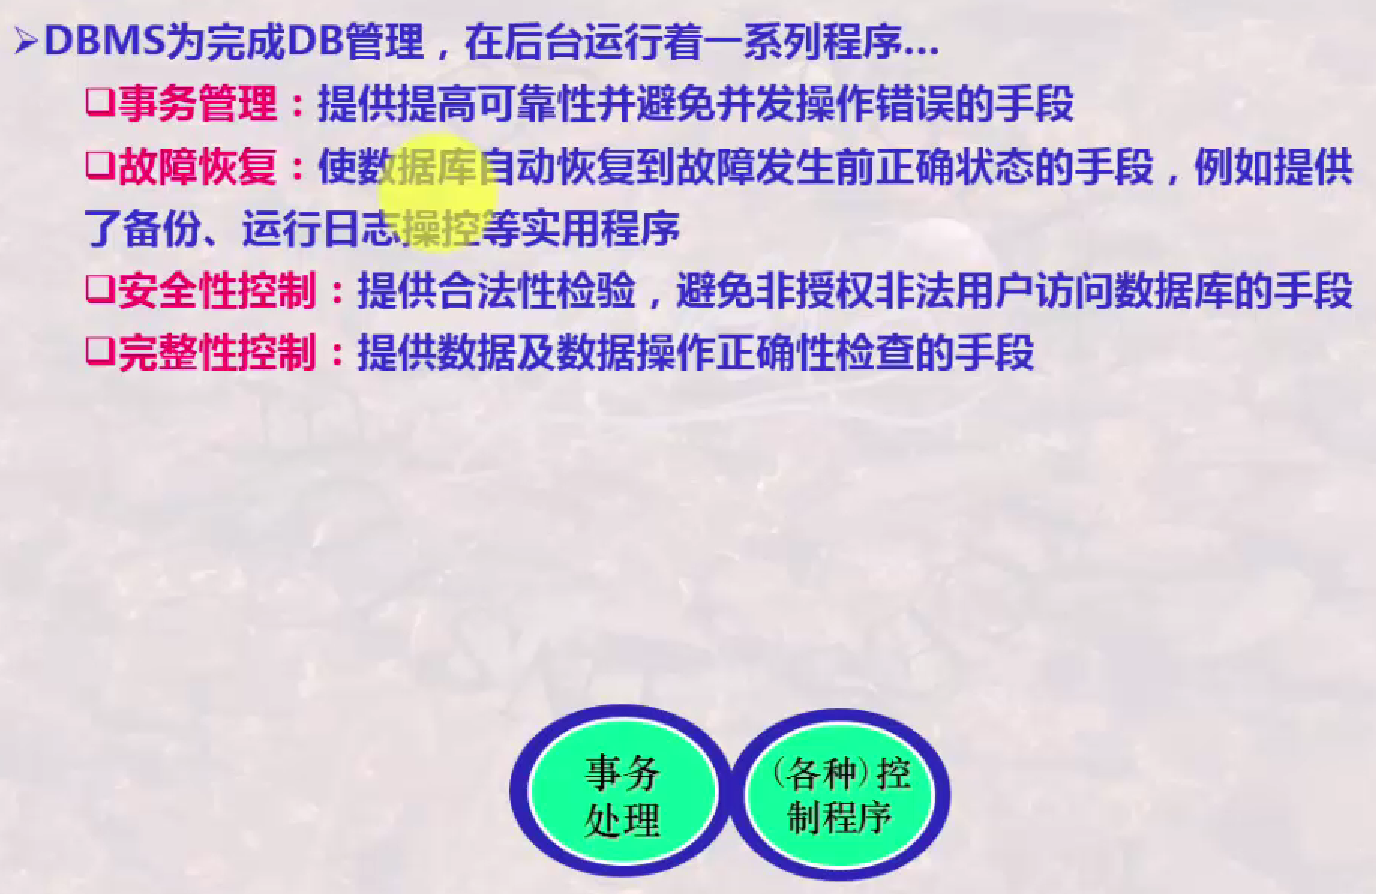 ➢DBMS为完成DB管理，在后台运行着一系列程序...
❑事务管理：提供提高可靠性并避免并发操作错误的手段
❑故障恢复：使数据库自动恢复到故障发生前正确状态的手段，例如提供
了备份、运行日志操控等实用程序
❑安全性控制：提供合法性检验，避免非授权非法用户访问数据库的手段
❑完整性控制：提供数据及数据操作正确性检查的手段
事务
处理
（各种）控
制程序